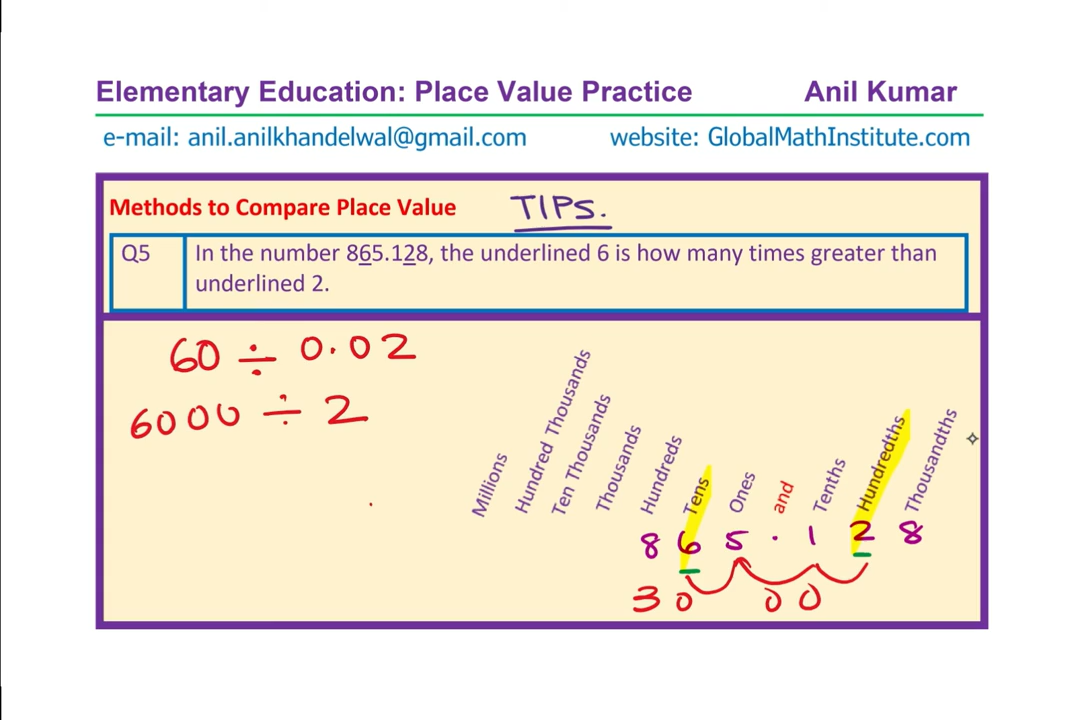 Elementary Education: Place Value Practice Anil Kumar
e-mail: anil.anilkhandelwal@gmail.com website: GlobalMathInstitute.com
Methods to Compare Place Value TIPS.
Q5 In the number 865.128, the underlined 6 is how many times greater than
underlined 2.
60 ÷ 0.02
6000 ÷ 2
Millions
Hundred Thousands
Ten Thousands
Thousands
Hundreds
Tens
Ones
and
Tenths
Hundredths
Thousandths
8 6 5 . 1 2 8
3 0 0 0